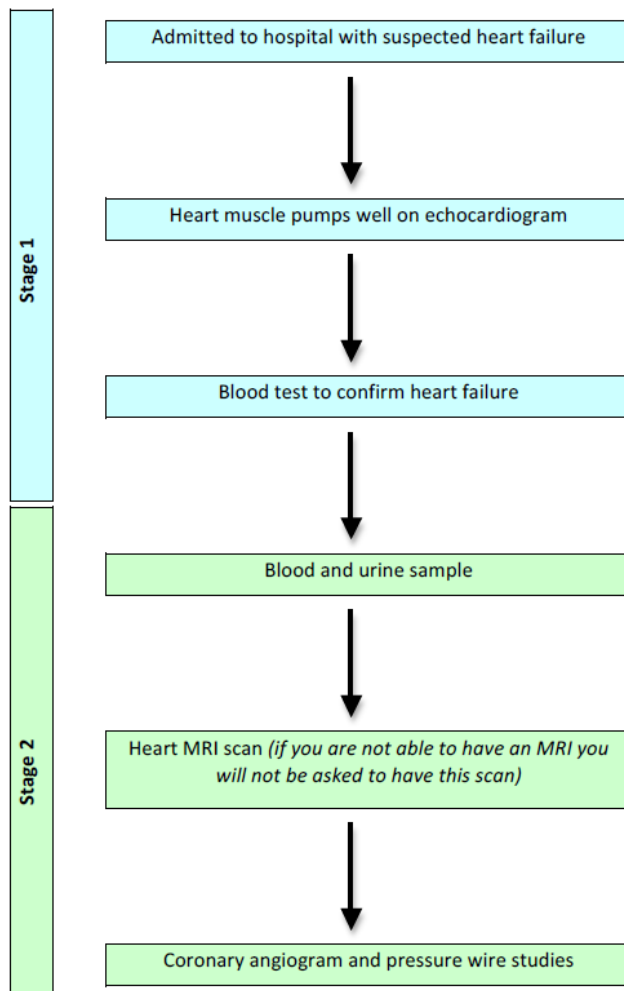 Stage 1
Admitted to hospital with suspected heart failure
Heart muscle pumps well on echocardiogram
Blood test to confirm heart failure
Stage 2
Blood and urine sample
Heart MRI scan (if you are not able to have an MRI you
will not be asked to have this scan)
Coronary angiogram and pressure wire studies